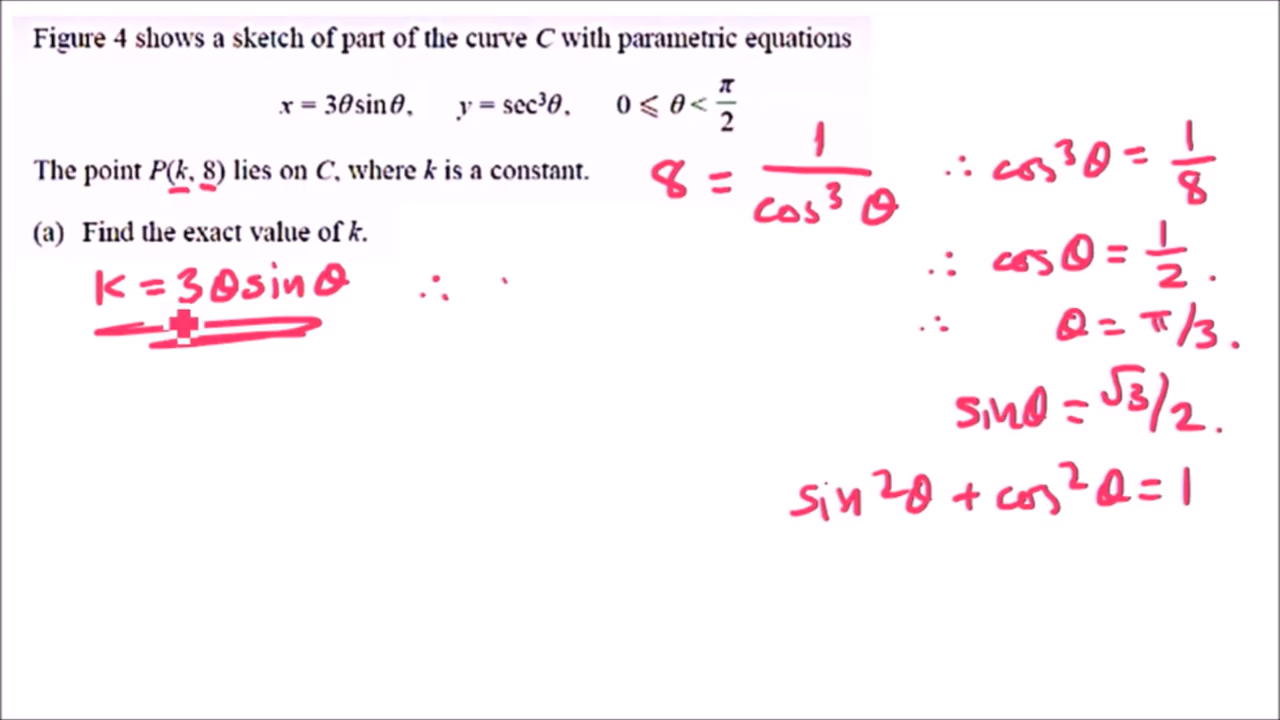 Figure 4 shows a sketch of part of the curve C with parametric equations
x = 3θsinθ,    y = sec³θ,    0 ⩽ θ < π/2
The point P(k, 8) lies on C, where k is a constant.
8 = 1/cos³θ    ∴ cos³θ = 1/8
(a) Find the exact value of k.
∴ cosθ = 1/2.
K = 3θsinθ    ∴
∴ θ = π/3.
sinθ = √3/2.
sin²θ + cos²θ = 1